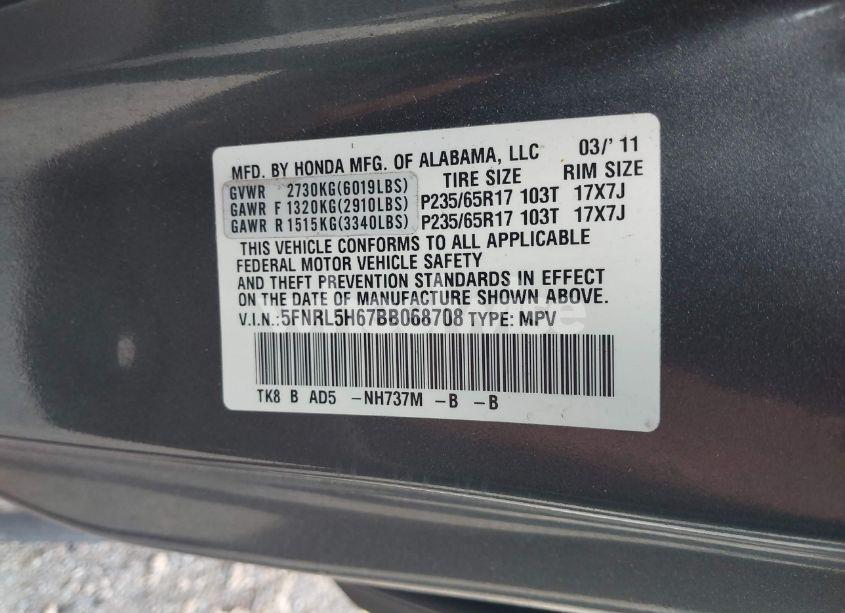 MFD. BY HONDA MFG. OF ALABAMA, LLC 03/'11
TIRE SIZE RIM SIZE
GVWR 2730KG(6019LBS)
GAWR F 1320KG(2910LBS) P235/65R17 103T 17X7J
GAWR R 1515KG(3340LBS) P235/65R17 103T 17X7J
THIS VEHICLE CONFORMS TO ALL APPLICABLE
FEDERAL MOTOR VEHICLE SAFETY
AND THEFT PREVENTION STANDARDS IN EFFECT
ON THE DATE OF MANUFACTURE SHOWN ABOVE.
V.I.N.: 5FNRL5H67BB068708 TYPE: MPV
TK8 B AD5 -NH737M -B -B